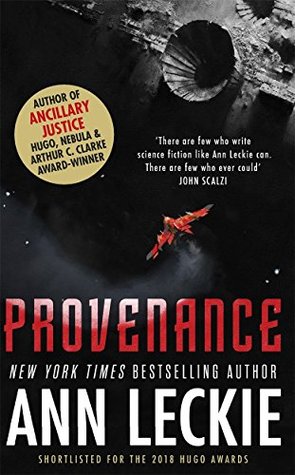 AUTHOR OF
ANCILLARY
JUSTICE
HUGO, NEBULA &
ARTHUR C. CLARKE
AWARD-WINNER
'There are few who write
science fiction like Ann Leckie can.
There are few who ever could'
JOHN SCALZI
PROVENANCE
NEW YORK TIMES BESTSELLING AUTHOR
ANN LECKIE
SHORTLISTED FOR THE 2018 HUGO AWARDS